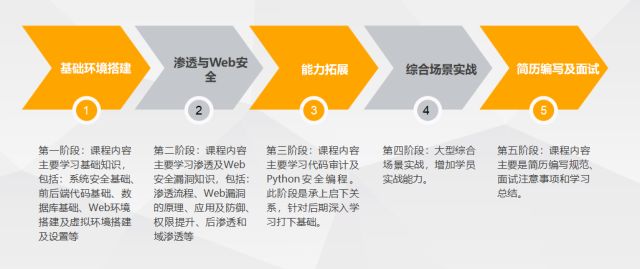 基础环境搭建
渗透与Web安
全
能力拓展
综合场景实战
简历编写及面试
1
2
3
4
5
第一阶段：课程内容
主要学习基础知识，
包括：系统安全基础、
前后端代码基础、数
据库基础、Web环境
搭建及虚拟环境搭建
及设置等
第二阶段：课程内容
主要学习渗透及Web
安全漏洞知识，包括：
渗透流程、Web漏洞
的原理、应用及防御、
权限提升、后渗透和
域渗透等
第三阶段：课程内容
主要学习代码审计及
Python安全编程。
此阶段是承上启下关
系，针对后期深入学
习打下基础。
第四阶段：大型综合
场景实战，增加学员
实战能力。
第五阶段：课程内容
主要是简历编写规范、
面试注意事项和学习
总结。